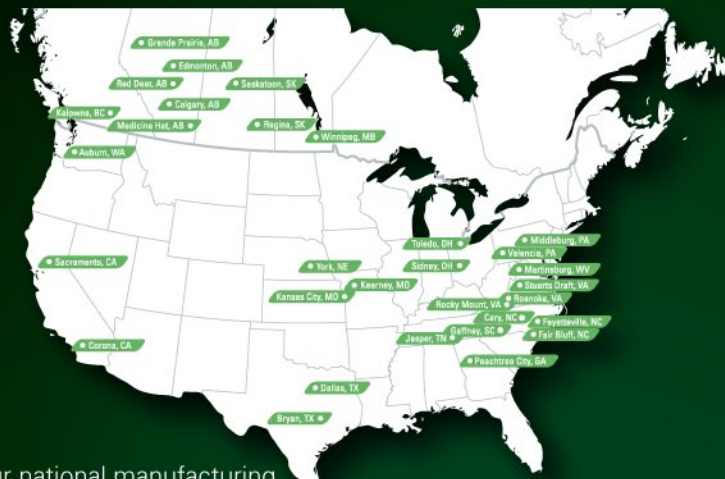 Grande Prairie, AB
Edmonton, AB
Red Deer, AB
Saskatoon, SK
Calgary, AB
Kelowna, BC
Medicine Hat, AB
Regina, SK
Winnipeg, MB
Auburn, WA
Toledo, OH
Middleburg, PA
Valencia, PA
Sacramento, CA
York, NE
Sidney, OH
Martinsburg, WV
Kearney, MO
Stuarts Draft, VA
Kansas City, MO
Roanoke, VA
Rocky Mount, VA
Cary, NC
Fayetteville, NC
Gaffney, SC
Fair Bluff, NC
Jasper, TN
Corona, CA
Peachtree City, GA
Dallas, TX
Bryan, TX
ur national manufacturing